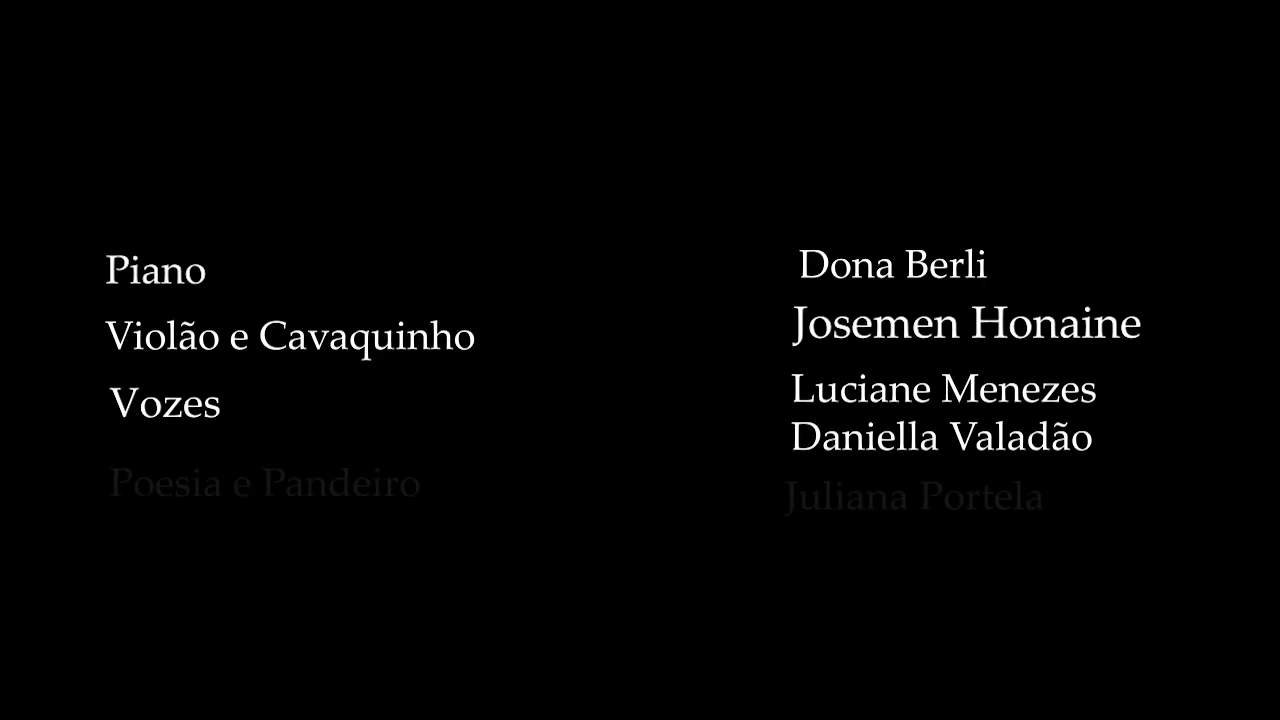 Piano
Dona Berli
Violão e Cavaquinho
Josemen Honaine
Vozes
Luciane Menezes
Daniella Valadão
Poesia e Pandeiro
Juliana Portela